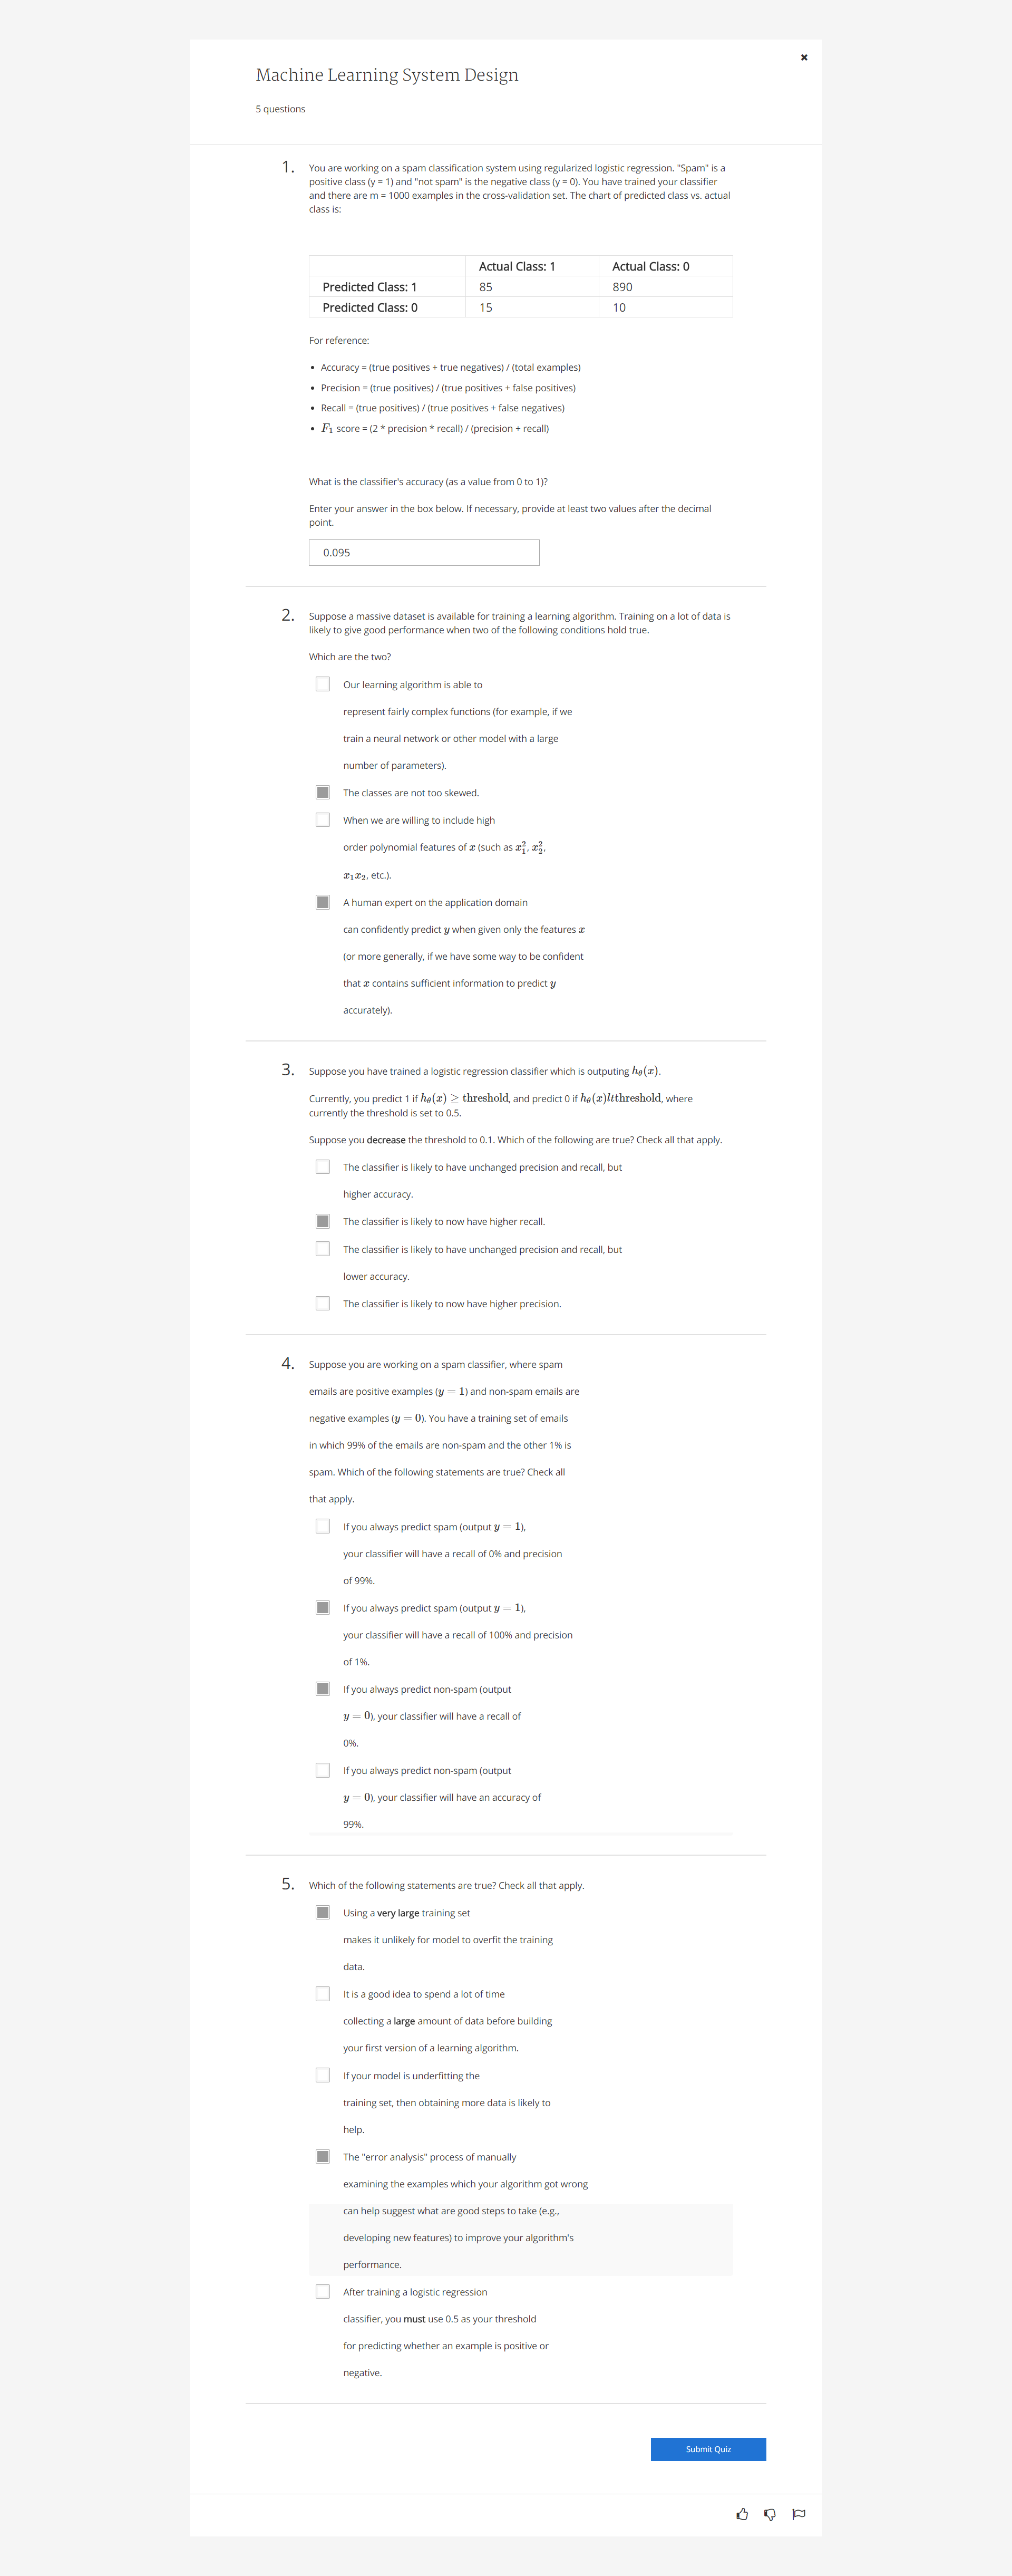 Machine Learning System Design
5 questions
1.
You are working on a spam classification system using regularized logistic regression. "Spam" is a
positive class (y = 1) and "not spam" is the negative class (y = 0). You have trained your classifier
and there are m = 1000 examples in the cross-validation set. The chart of predicted class vs. actual
class is:
Actual Class: 1 Actual Class: 0
Predicted Class: 1 85 890
Predicted Class: 0 15 10
For reference:
• Accuracy = (true positives + true negatives) / (total examples)
• Precision = (true positives) / (true positives + false positives)
• Recall = (true positives) / (true positives + false negatives)
• F₁ score = (2 * precision * recall) / (precision + recall)
What is the classifier's accuracy (as a value from 0 to 1)?
Enter your answer in the box below. If necessary, provide at least two values after the decimal
point.
0.095
2.
Suppose a massive dataset is available for training a learning algorithm. Training on a lot of data is
likely to give good performance when two of the following conditions hold true.
Which are the two?
Our learning algorithm is able to
represent fairly complex functions (for example, if we
train a neural network or other model with a large
number of parameters).
The classes are not too skewed.
When we are willing to include high
order polynomial features of x (such as x₁², x₂²,
x₁x₂, etc.).
A human expert on the application domain
can confidently predict y when given only the features x
(or more generally, if we have some way to be confident
that x contains sufficient information to predict y
accurately).
3.
Suppose you have trained a logistic regression classifier which is outputing hθ(x).
Currently, you predict 1 if hθ(x) ≥ threshold, and predict 0 if hθ(x)ltthreshold, where
currently the threshold is set to 0.5.
Suppose you decrease the threshold to 0.1. Which of the following are true? Check all that apply.
The classifier is likely to have unchanged precision and recall, but
higher accuracy.
The classifier is likely to now have higher recall.
The classifier is likely to have unchanged precision and recall, but
lower accuracy.
The classifier is likely to now have higher precision.
4.
Suppose you are working on a spam classifier, where spam
emails are positive examples (y = 1) and non-spam emails are
negative examples (y = 0). You have a training set of emails
in which 99% of the emails are non-spam and the other 1% is
spam. Which of the following statements are true? Check all
that apply.
If you always predict spam (output y = 1),
your classifier will have a recall of 0% and precision
of 99%.
If you always predict spam (output y = 1),
your classifier will have a recall of 100% and precision
of 1%.
If you always predict non-spam (output
y = 0), your classifier will have a recall of
0%.
If you always predict non-spam (output
y = 0), your classifier will have an accuracy of
99%.
5.
Which of the following statements are true? Check all that apply.
Using a very large training set
makes it unlikely for model to overfit the training
data.
It is a good idea to spend a lot of time
collecting a large amount of data before building
your first version of a learning algorithm.
If your model is underfitting the
training set, then obtaining more data is likely to
help.
The "error analysis" process of manually
examining the examples which your algorithm got wrong
can help suggest what are good steps to take (e.g.,
developing new features) to improve your algorithm's
performance.
After training a logistic regression
classifier, you must use 0.5 as your threshold
for predicting whether an example is positive or
negative.
Submit Quiz